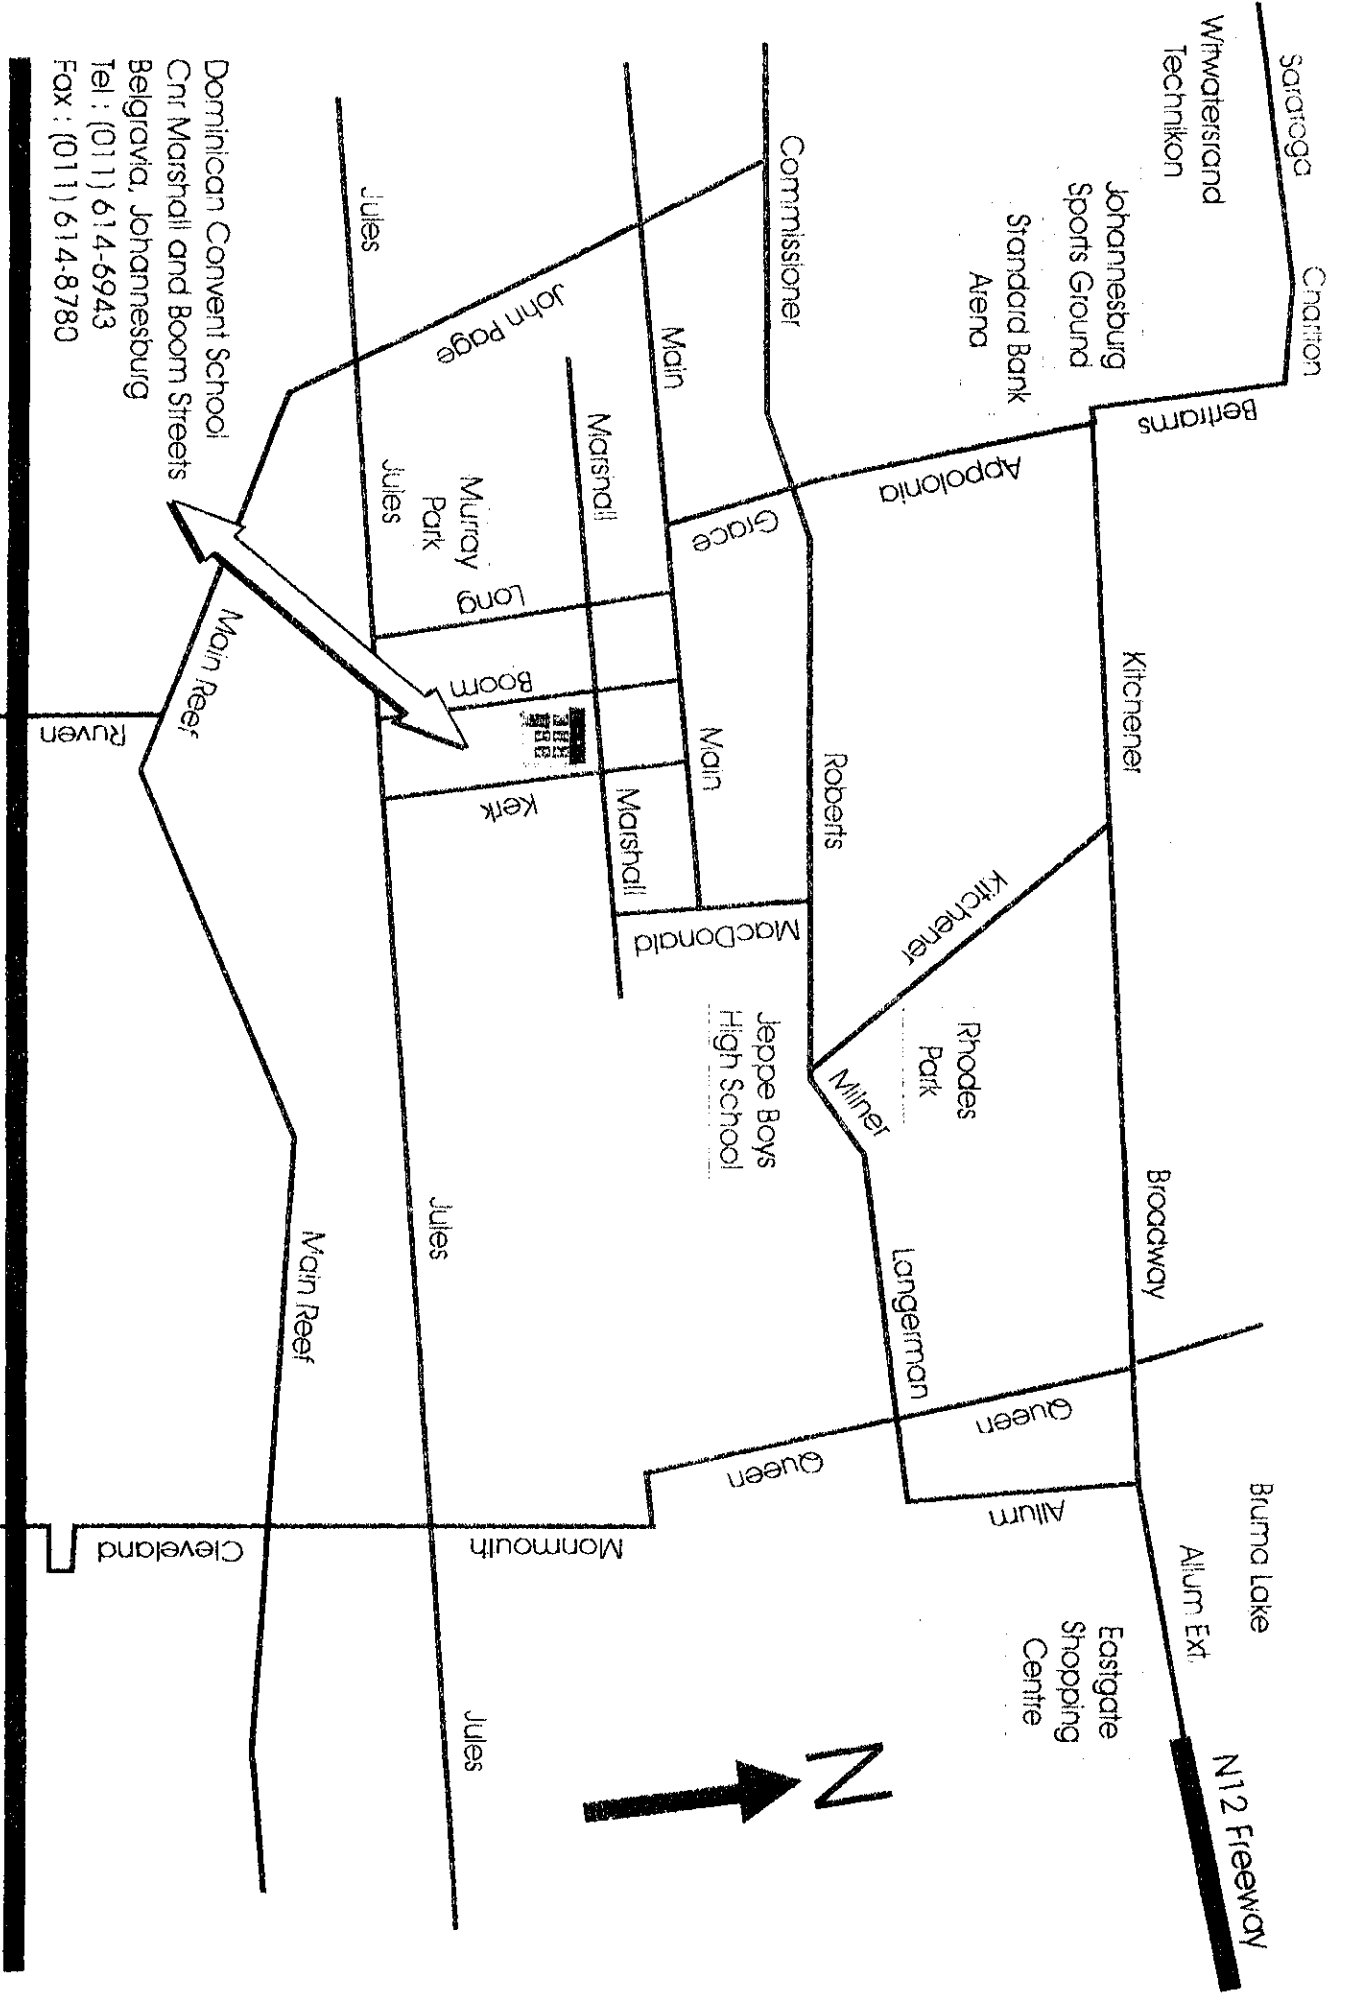 Saratoga
Charlton
Witwatersrand
Technikon
Bertrams
Johannesburg
Sports Ground
Standard Bank
Arena
Appolonia
Kitchener
Kitchener
Broadway
Bruma Lake
Allum Ext.
N12 Freeway
Eastgate
Shopping
Centre
Allum
Queen
Queen
Rhodes
Park
Milner
Langerman
Commissioner
Grace
Roberts
Jeppe Boys
High School
MacDonald
Main
Main
Marshall
Marshall
John Page
Murray
Park
Long
Boom
Kerk
Jules
Jules
Jules
Jules
Monmouth
N
Main Reef
Main Reef
Cleveland
Ruven
Dominican Convent School
Cnr Marshall and Boom Streets
Belgravia, Johannesburg
Tel : (011) 614-6943
Fax : (011) 614-8780